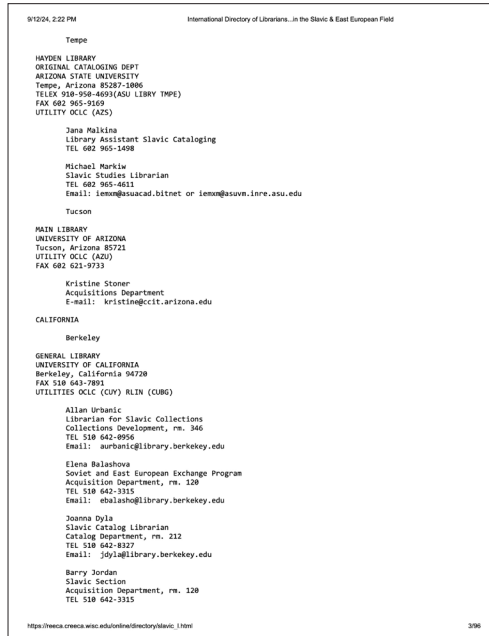 9/12/24, 2:22 PM
International Directory of Librarians...in the Slavic & East European Field
Tempe
HAYDEN LIBRARY
ORIGINAL CATALOGING DEPT
ARIZONA STATE UNIVERSITY
Tempe, Arizona 85287-1006
TELEX 910-950-4693(ASU LIBRY TMPE)
FAX 602 965-9169
UTILITY OCLC (AZS)
Jana Malkina
Library Assistant Slavic Cataloging
TEL 602 965-1498
Michael Markiw
Slavic Studies Librarian
TEL 602 965-4611
Email: iemxm@asuacad.bitnet or iemxm@asuvm.inre.asu.edu
Tucson
MAIN LIBRARY
UNIVERSITY OF ARIZONA
Tucson, Arizona 85721
UTILITY OCLC (AZU)
FAX 602 621-9733
Kristine Stoner
Acquisitions Department
E-mail: kristine@ccit.arizona.edu
CALIFORNIA
Berkeley
GENERAL LIBRARY
UNIVERSITY OF CALIFORNIA
Berkeley, California 94720
FAX 510 643-7891
UTILITIES OCLC (CUY) RLIN (CUBG)
Allan Urbanic
Librarian for Slavic Collections
Collections Development, rm. 346
TEL 510 642-0956
Email: aurbanic@library.berkekey.edu
Elena Balashova
Soviet and East European Exchange Program
Acquisition Department, rm. 120
TEL 510 642-3315
Email: ebalasho@library.berkekey.edu
Joanna Dyla
Slavic Catalog Librarian
Catalog Department, rm. 212
TEL 510 642-8327
Email: jdyla@library.berkekey.edu
Barry Jordan
Slavic Section
Acquisition Department, rm. 120
TEL 510 642-3315
https://reeca.creeca.wisc.edu/online/directory/slavic_l.html
3/96